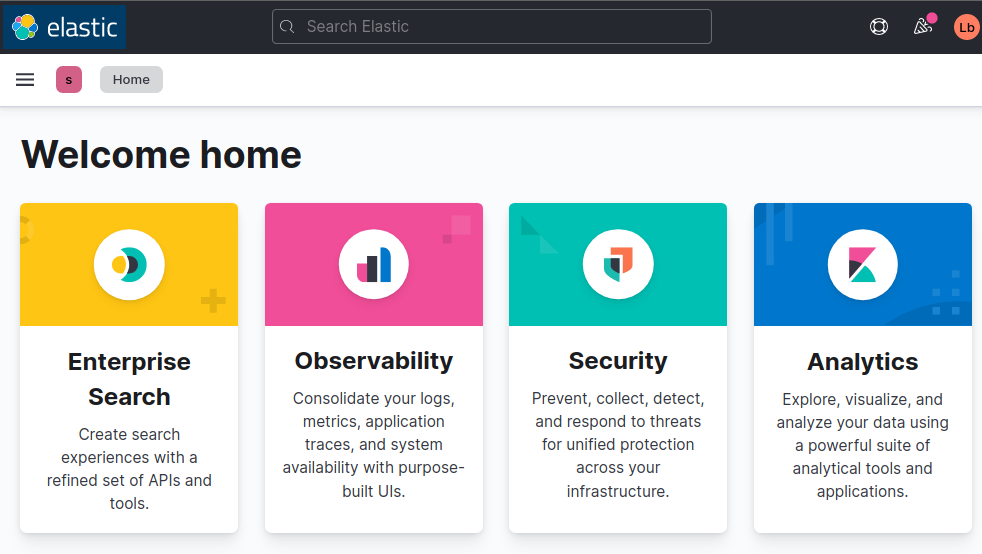 elastic
Search Elastic
Lb
s
Home
Welcome home
Enterprise
Search
Create search
experiences with a
refined set of APIs and
tools.
Observability
Consolidate your logs,
metrics, application
traces, and system
availability with purpose-
built UIs.
Security
Prevent, collect, detect,
and respond to threats
for unified protection
across your
infrastructure.
Analytics
Explore, visualize, and
analyze your data using
a powerful suite of
analytical tools and
applications.